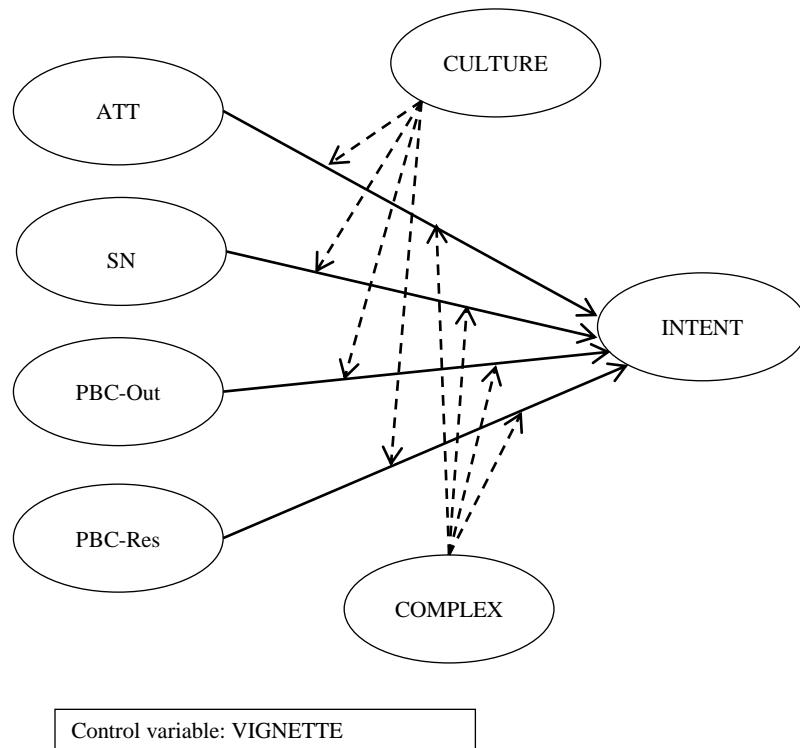 CULTURE
ATT
SN
INTENT
PBC-Out
PBC-Res
COMPLEX
Control variable: VIGNETTE